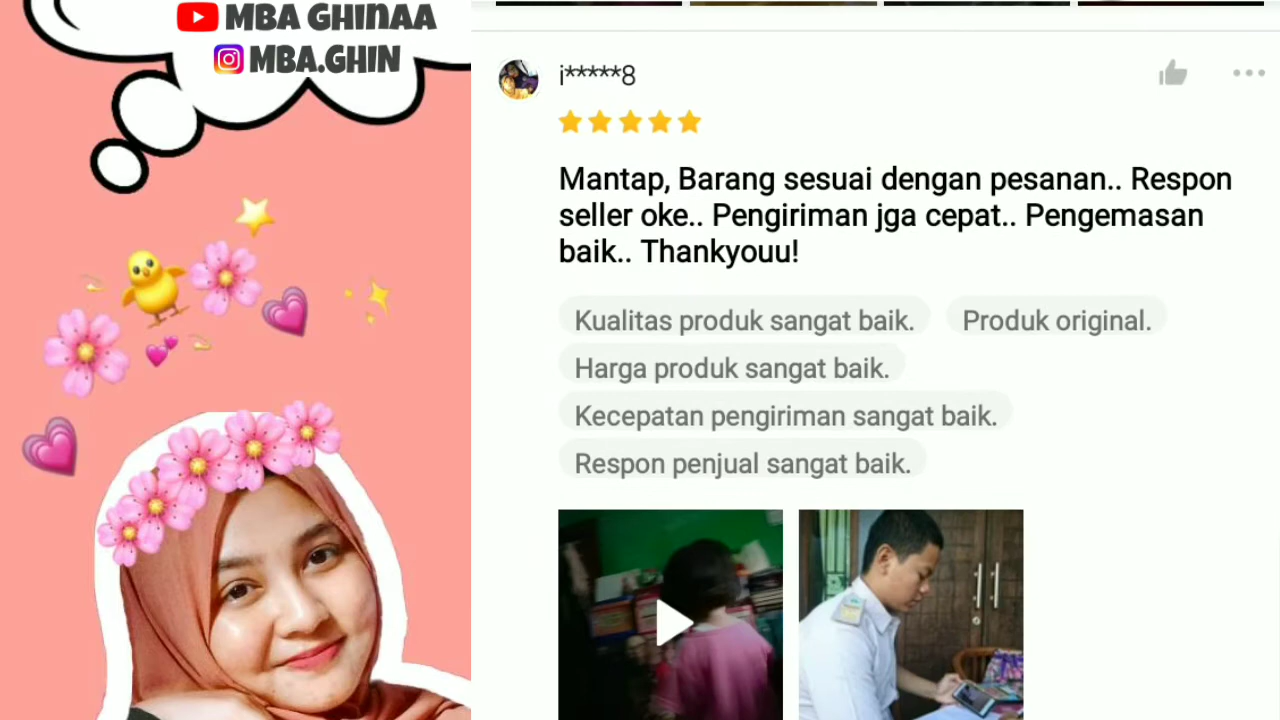 MBA GHINAA
MBA.GHIN
i*****8
Mantap, Barang sesuai dengan pesanan.. Respon
seller oke.. Pengiriman jga cepat.. Pengemasan
baik.. Thankyouu!
Kualitas produk sangat baik.
Produk original.
Harga produk sangat baik.
Kecepatan pengiriman sangat baik.
Respon penjual sangat baik.